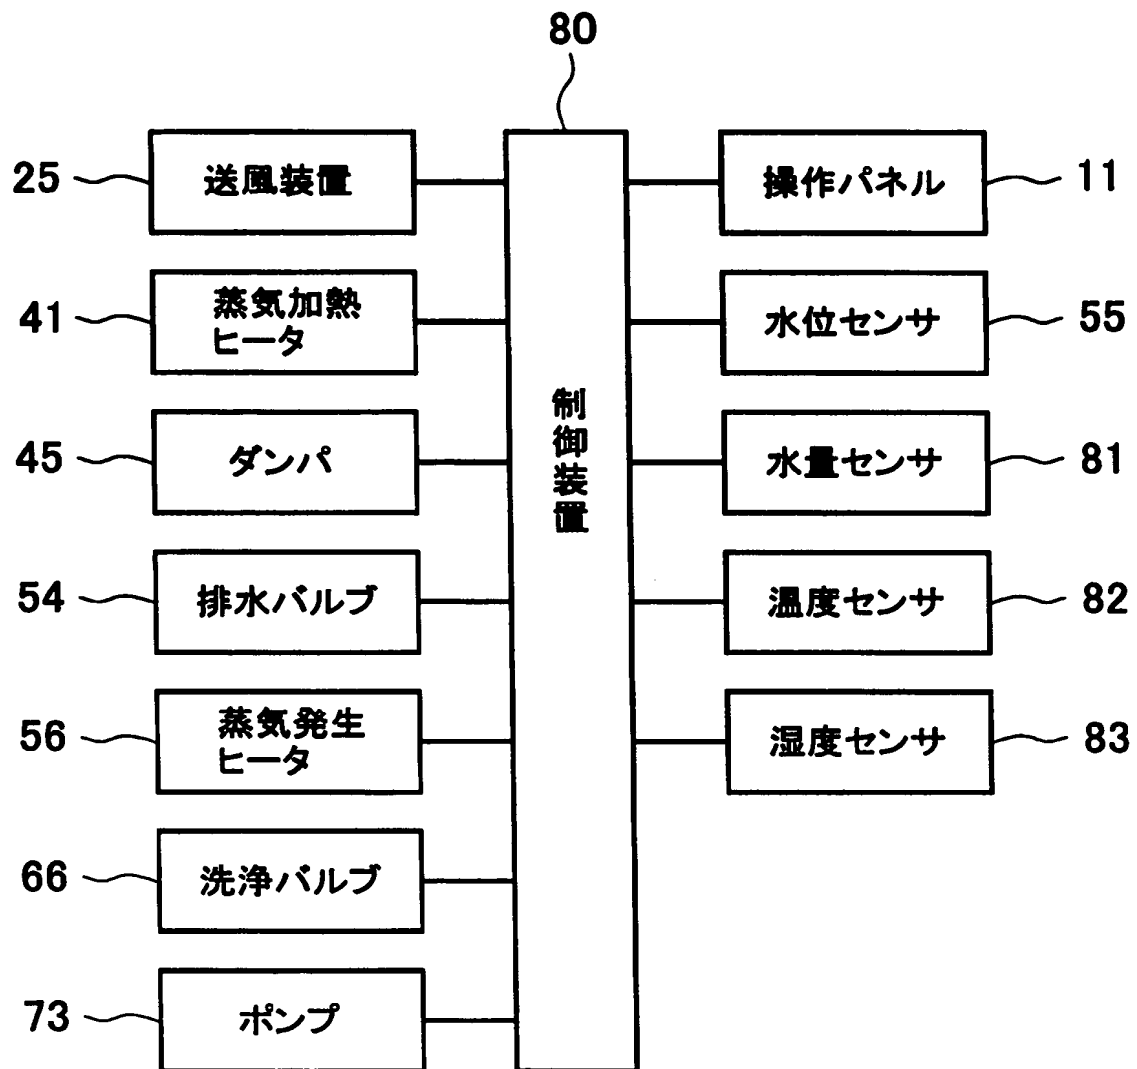 80
25
送風装置
操作パネル
11
41
蒸気加熱
ヒータ
水位センサ
55
制御装置
45
ダンパ
水量センサ
81
54
排水バルブ
温度センサ
82
56
蒸気発生
ヒータ
湿度センサ
83
66
洗浄バルブ
73
ポンプ